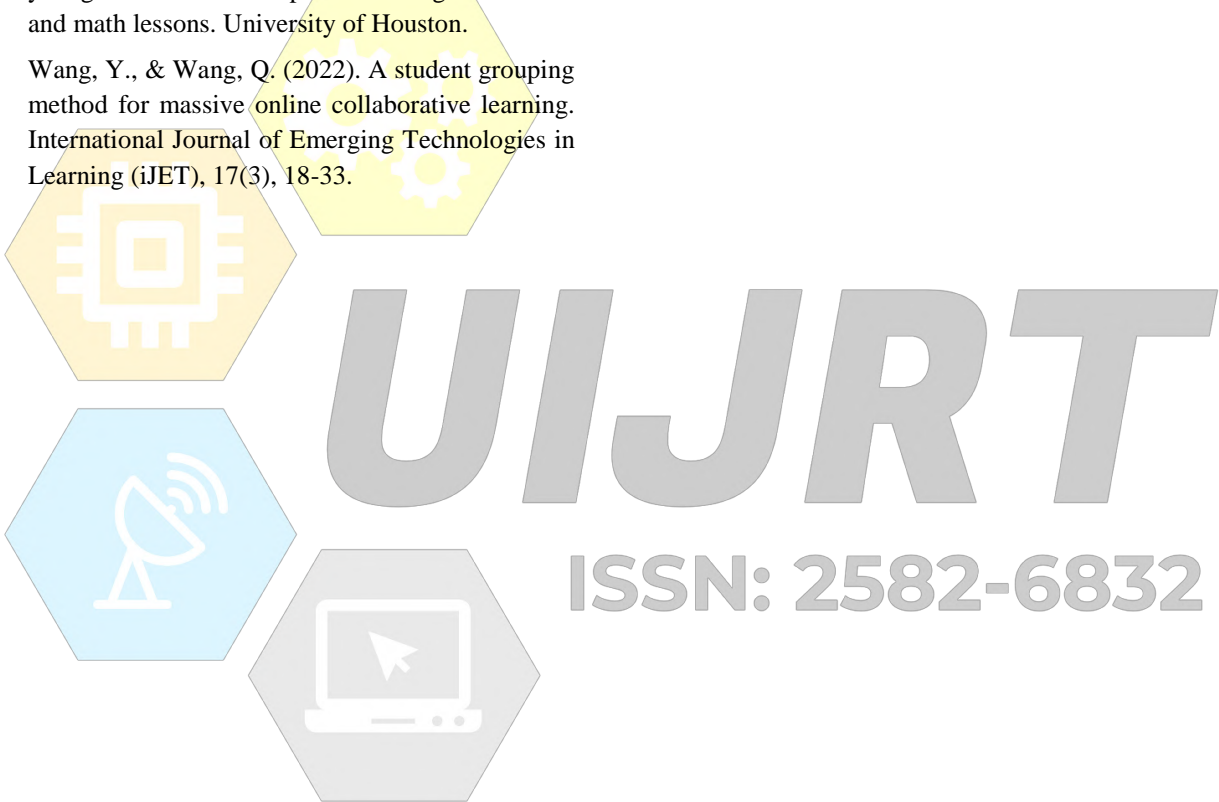 and math lessons. University of Houston.
Wang, Y., & Wang, Q. (2022). A student grouping
method for massive online collaborative learning.
International Journal of Emerging Technologies in
Learning (iJET), 17(3), 18-33.
UIJRT
ISSN: 2582-6832